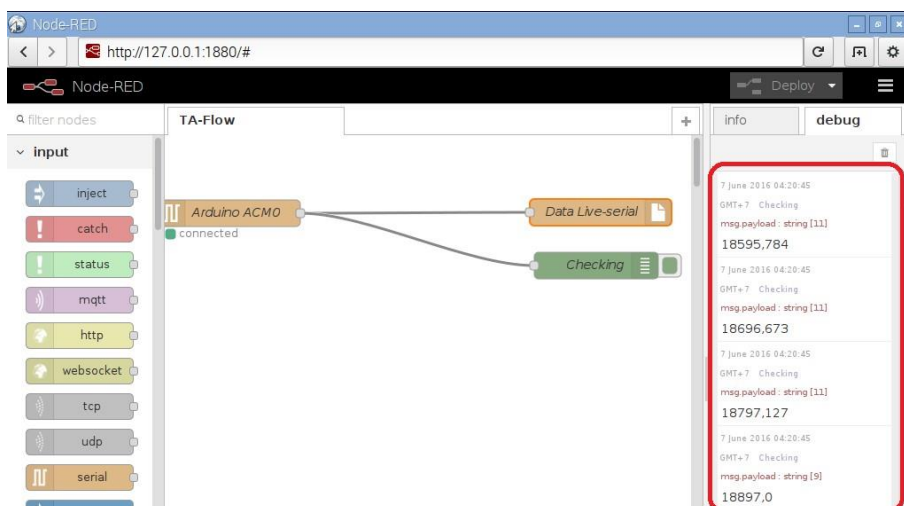 Node-RED
http://127.0.0.1:1880/#
Node-RED
Deploy
filter nodes
TA-Flow
info
debug
input
inject
catch
status
mqtt
http
websocket
tcp
udp
serial
Arduino ACM0
connected
Data Live-serial
Checking
7 June 2016 04:20:45
GMT+7 Checking
msg.payload : string [11]
18595,784
7 June 2016 04:20:45
GMT+7 Checking
msg.payload : string [11]
18696,673
7 June 2016 04:20:45
GMT+7 Checking
msg.payload : string [11]
18797,127
7 June 2016 04:20:45
GMT+7 Checking
msg.payload : string [9]
18897,0